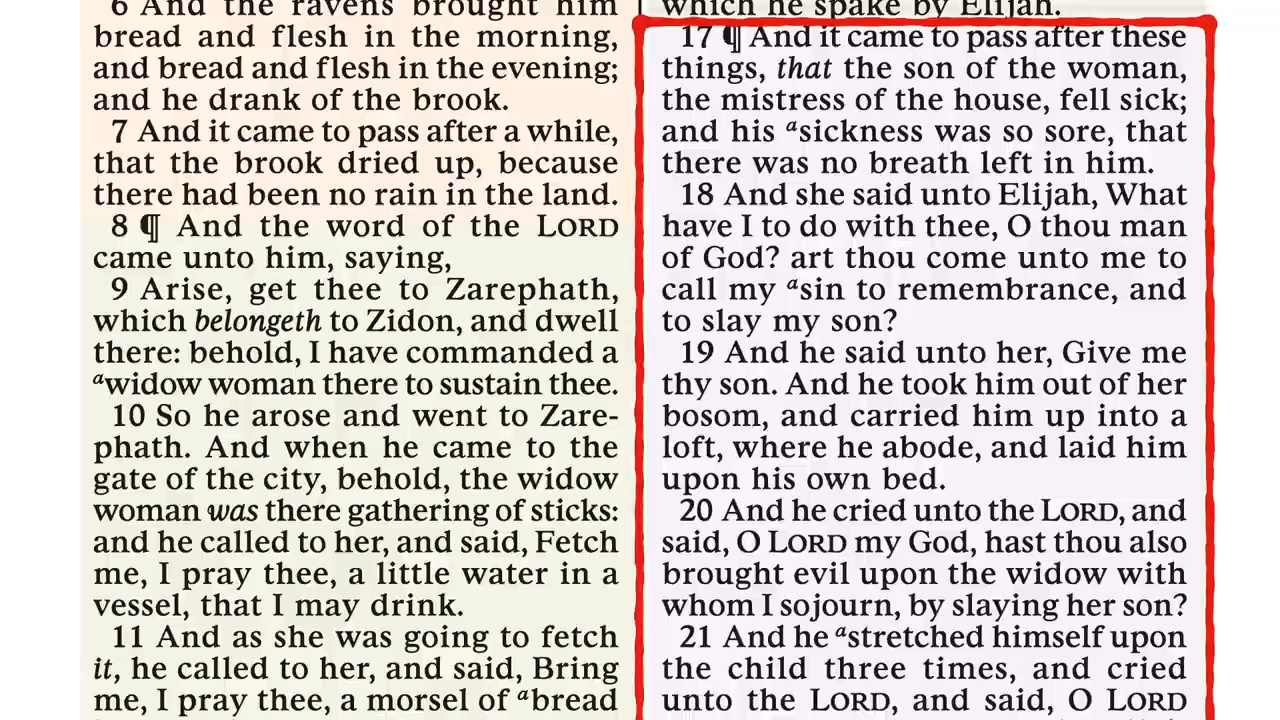 6 And the ravens brought him
bread and flesh in the morning,
and bread and flesh in the evening;
and he drank of the brook.
7 And it came to pass after a while,
that the brook dried up, because
there had been no rain in the land.
8 ¶ And the word of the LORD
came unto him, saying,
9 Arise, get thee to Zarephath,
which belongeth to Zidon, and dwell
there: behold, I have commanded a
awidow woman there to sustain thee.
10 So he arose and went to Zare-
phath. And when he came to the
gate of the city, behold, the widow
woman was there gathering of sticks:
and he called to her, and said, Fetch
me, I pray thee, a little water in a
vessel, that I may drink.
11 And as she was going to fetch
it, he called to her, and said, Bring
me, I pray thee, a morsel of abread
which he spake by Elijah.
17 ¶ And it came to pass after these
things, that the son of the woman,
the mistress of the house, fell sick;
and his asickness was so sore, that
there was no breath left in him.
18 And she said unto Elijah, What
have I to do with thee, O thou man
of God? art thou come unto me to
call my asin to remembrance, and
to slay my son?
19 And he said unto her, Give me
thy son. And he took him out of her
bosom, and carried him up into a
loft, where he abode, and laid him
upon his own bed.
20 And he cried unto the LORD, and
said, O LORD my God, hast thou also
brought evil upon the widow with
whom I sojourn, by slaying her son?
21 And he astretched himself upon
the child three times, and cried
unto the LORD, and said, O LORD